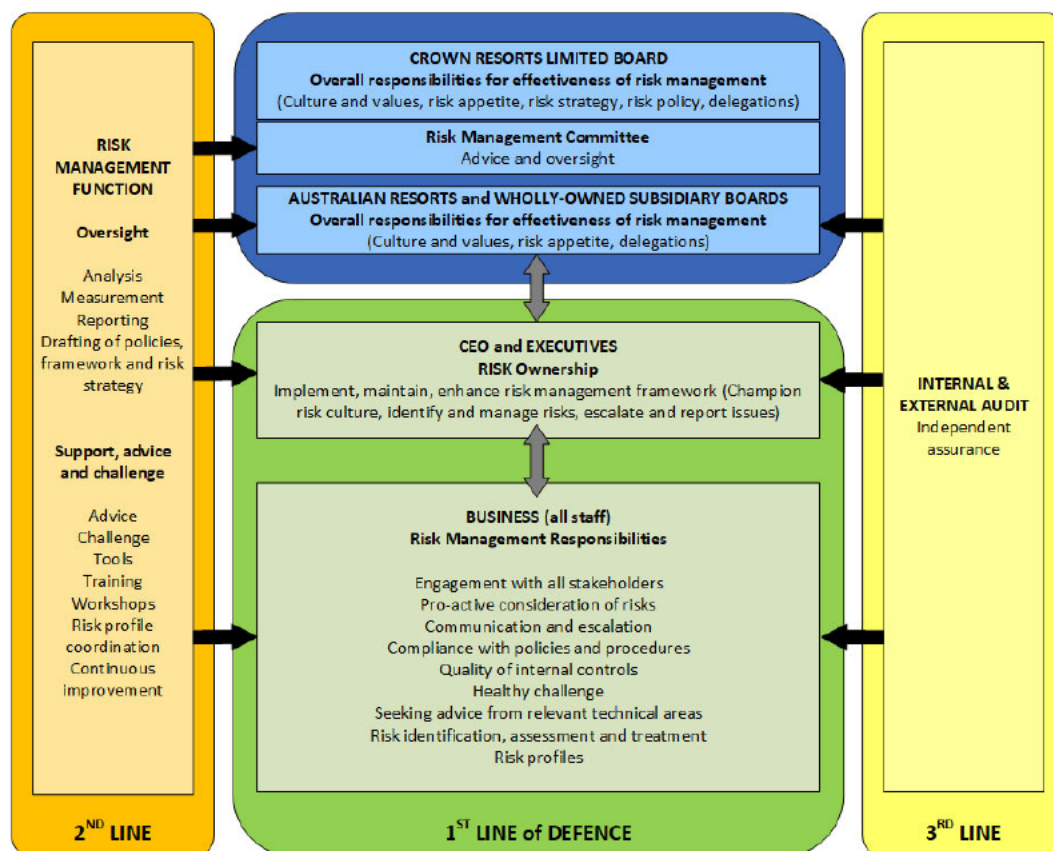 RISK
MANAGEMENT
FUNCTION
Oversight
Analysis
Measurement
Reporting
Drafting of policies,
framework and risk
strategy
Support, advice
and challenge
Advice
Challenge
Tools
Training
Workshops
Risk profile
coordination
Continuous
improvement
2ND LINE
CROWN RESORTS LIMITED BOARD
Overall responsibilities for effectiveness of risk management
(Culture and values, risk appetite, risk strategy, risk policy, delegations)
Risk Management Committee
Advice and oversight
AUSTRALIAN RESORTS and WHOLLY-OWNED SUBSIDIARY BOARDS
Overall responsibilities for effectiveness of risk management
(Culture and values, risk appetite, delegations)
CEO and EXECUTIVES
RISK Ownership
Implement, maintain, enhance risk management framework (Champion
risk culture, identify and manage risks, escalate and report issues)
BUSINESS (all staff)
Risk Management Responsibilities
Engagement with all stakeholders
Pro-active consideration of risks
Communication and escalation
Compliance with policies and procedures
Quality of internal controls
Healthy challenge
Seeking advice from relevant technical areas
Risk identification, assessment and treatment
Risk profiles
1ST LINE of DEFENCE
INTERNAL &
EXTERNAL AUDIT
Independent
assurance
3RD LINE